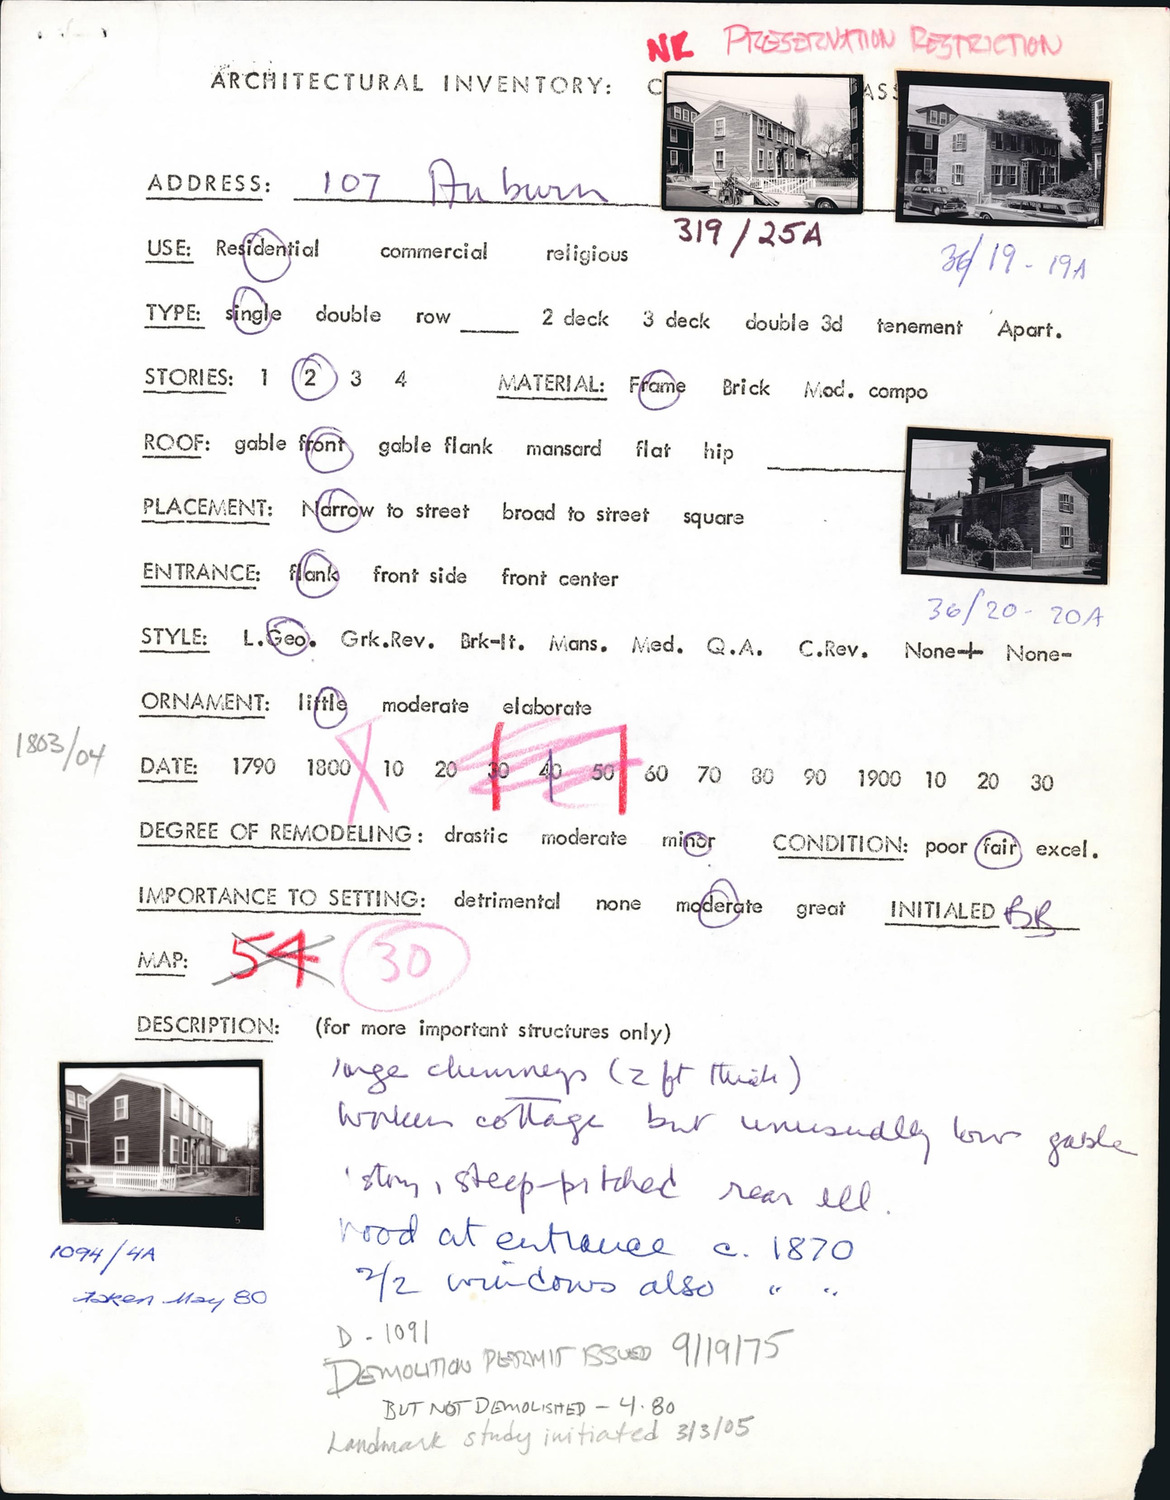 NR PRESERVATION RESTRICTION
ARCHITECTURAL INVENTORY: C ASS
ADDRESS: 107 Auburn
319/25A
36/19 - 19A
USE: Residential commercial religious
TYPE: single double row ____ 2 deck 3 deck double 3d tenement Apart.
STORIES: 1 2 3 4 MATERIAL: Frame Brick Mod. compo
ROOF: gable front gable flank mansard flat hip ____
PLACEMENT: Narrow to street broad to street square
ENTRANCE: flank front side front center
36/20 - 20A
STYLE: L.Geo. Grk.Rev. Brk-It. Mans. Med. Q.A. C.Rev. None+ None-
ORNAMENT: little moderate elaborate
1803/04
DATE: 1790 1800 10 20 30 40 50 60 70 80 90 1900 10 20 30
DEGREE OF REMODELING: drastic moderate minor CONDITION: poor fair excel.
IMPORTANCE TO SETTING: detrimental none moderate great INITIALED BB
MAP: 54 30
DESCRIPTION: (for more important structures only)
large chimneys (2 ft thick)
workers cottage but unusually low gable
story, steep-pitched rear ell.
hood at entrance c. 1870
2/2 windows also " "
1094/4A
taken May 80
D - 1091
DEMOLITION PERMIT ISSUED 9/19/75
BUT NOT DEMOLISHED - 4.80
Landmark study initiated 3/3/05